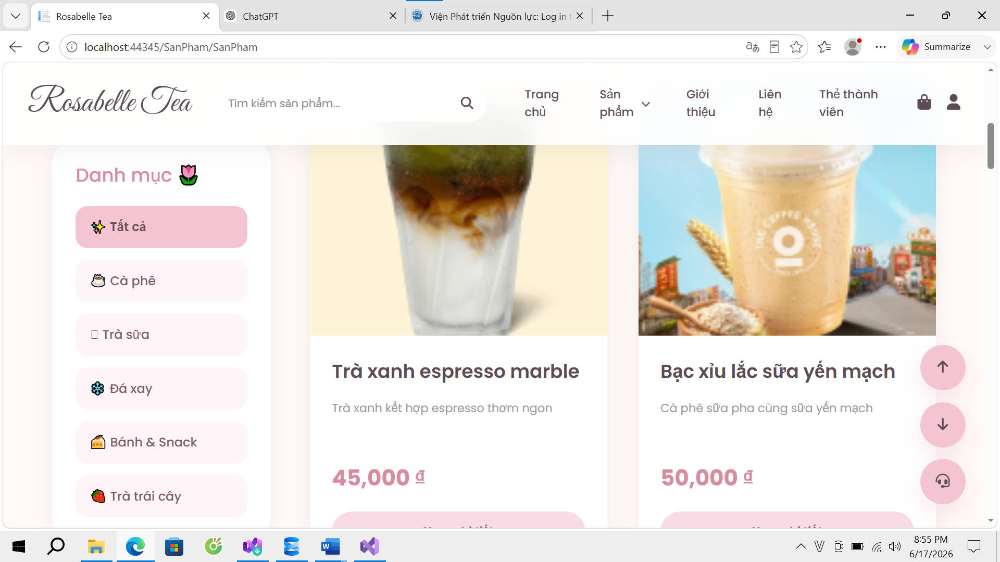 Rosabelle Tea
ChatGPT
Viện Phát triển Nguồn lực: Log in t
localhost:44345/SanPham/SanPham
Summarize
Rosabelle Tea
Tìm kiếm sản phẩm...
Trang chủ
Sản phẩm
Giới thiệu
Liên hệ
Thẻ thành viên
Danh mục
Tất cả
Cà phê
Trà sữa
Đá xay
Bánh & Snack
Trà trái cây
THE COFFEE HOUSE
Trà xanh espresso marble
Trà xanh kết hợp espresso thơm ngon
45,000 ₫
Bạc xỉu lắc sữa yến mạch
Cà phê sữa pha cùng sữa yến mạch
50,000 ₫
8:55 PM
6/17/2026